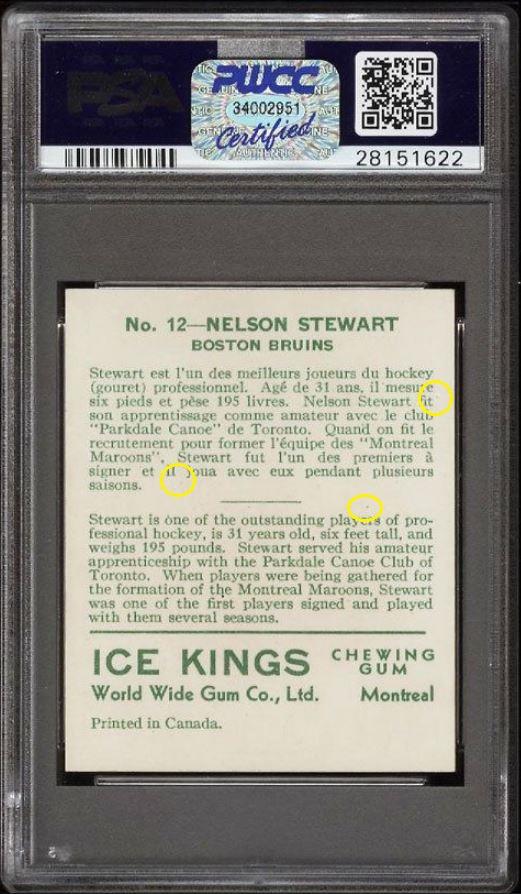 PSA
PWCC
34002951
Certified
AUTHENTIC
28151622
No. 12—NELSON STEWART
BOSTON BRUINS
Stewart est l'un des meilleurs joueurs du hockey
(gouret) professionnel. Agé de 31 ans, il mesure
six pieds et pèse 195 livres. Nelson Stewart fit
son apprentissage comme amateur avec le club
"Parkdale Canoe" de Toronto. Quand on fit le
recrutement pour former l'équipe des "Montreal
Maroons", Stewart fut l'un des premiers à
signer et il joua avec eux pendant plusieurs
saisons.
Stewart is one of the outstanding players of pro-
fessional hockey, is 31 years old, six feet tall, and
weighs 195 pounds. Stewart served his amateur
apprenticeship with the Parkdale Canoe Club of
Toronto. When players were being gathered for
the formation of the Montreal Maroons, Stewart
was one of the first players signed and played
with them several seasons.
ICE KINGS CHEWING GUM
World Wide Gum Co., Ltd. Montreal
Printed in Canada.